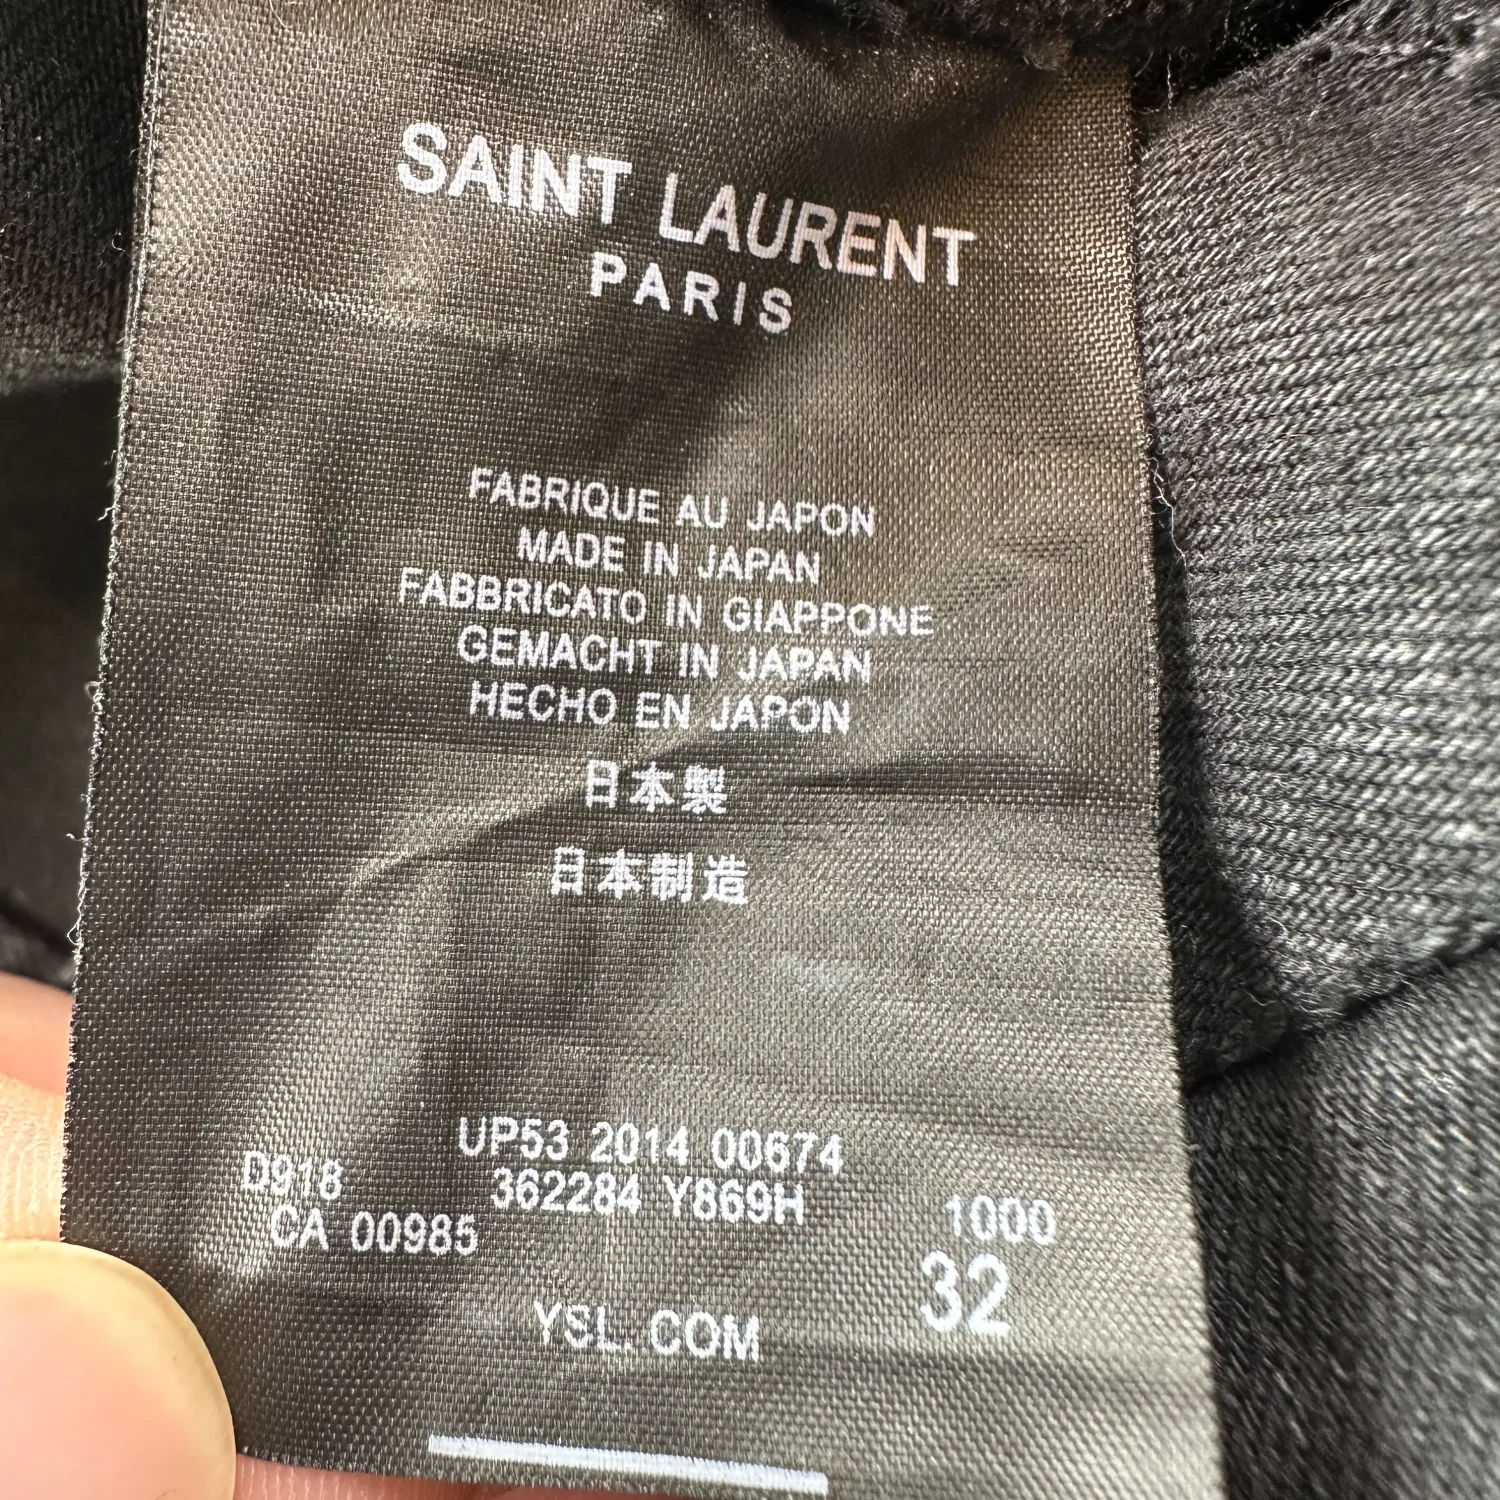 SAINT LAURENT
PARIS
FABRIQUE AU JAPON
MADE IN JAPAN
FABBRICATO IN GIAPPONE
GEMACHT IN JAPAN
HECHO EN JAPON
日本製
日本制造
UP53 2014 00674
D918 362284 Y869H 1000
CA 00985 32
YSL.COM